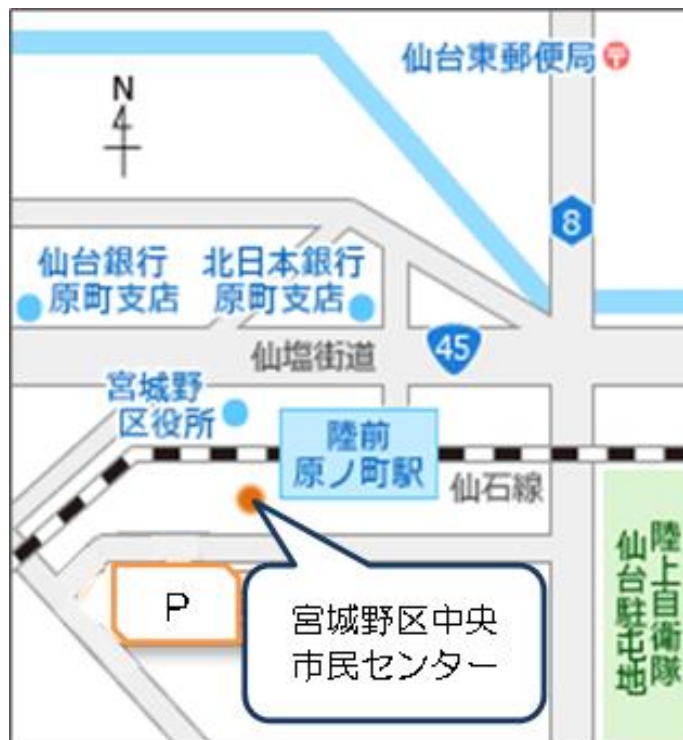 仙台東郵便局
N
8
仙台銀行
原町支店
北日本銀行
原町支店
仙塩街道
45
宮城野
区役所
陸前
原ノ町駅
仙石線
陸上自衛隊
仙台駐屯地
P
宮城野区中央
市民センター